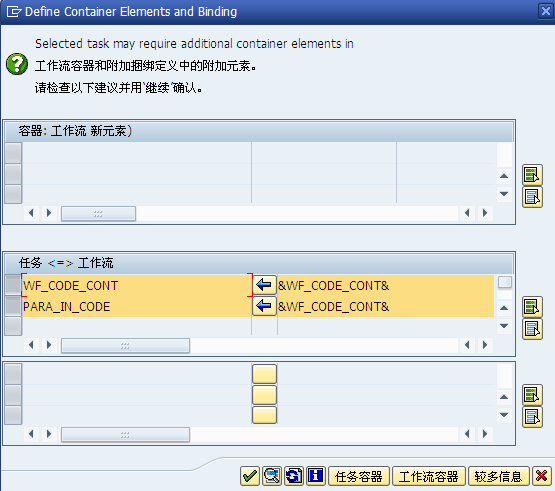 Define Container Elements and Binding
Selected task may require additional container elements in
工作流容器和附加捆绑定义中的附加元素。
请检查以下建议并用'继续'确认。
容器: 工作流 新元素)
任务 <=> 工作流
WF_CODE_CONT &WF_CODE_CONT&
PARA_IN_CODE &WF_CODE_CONT&
任务容器 工作流容器 较多信息